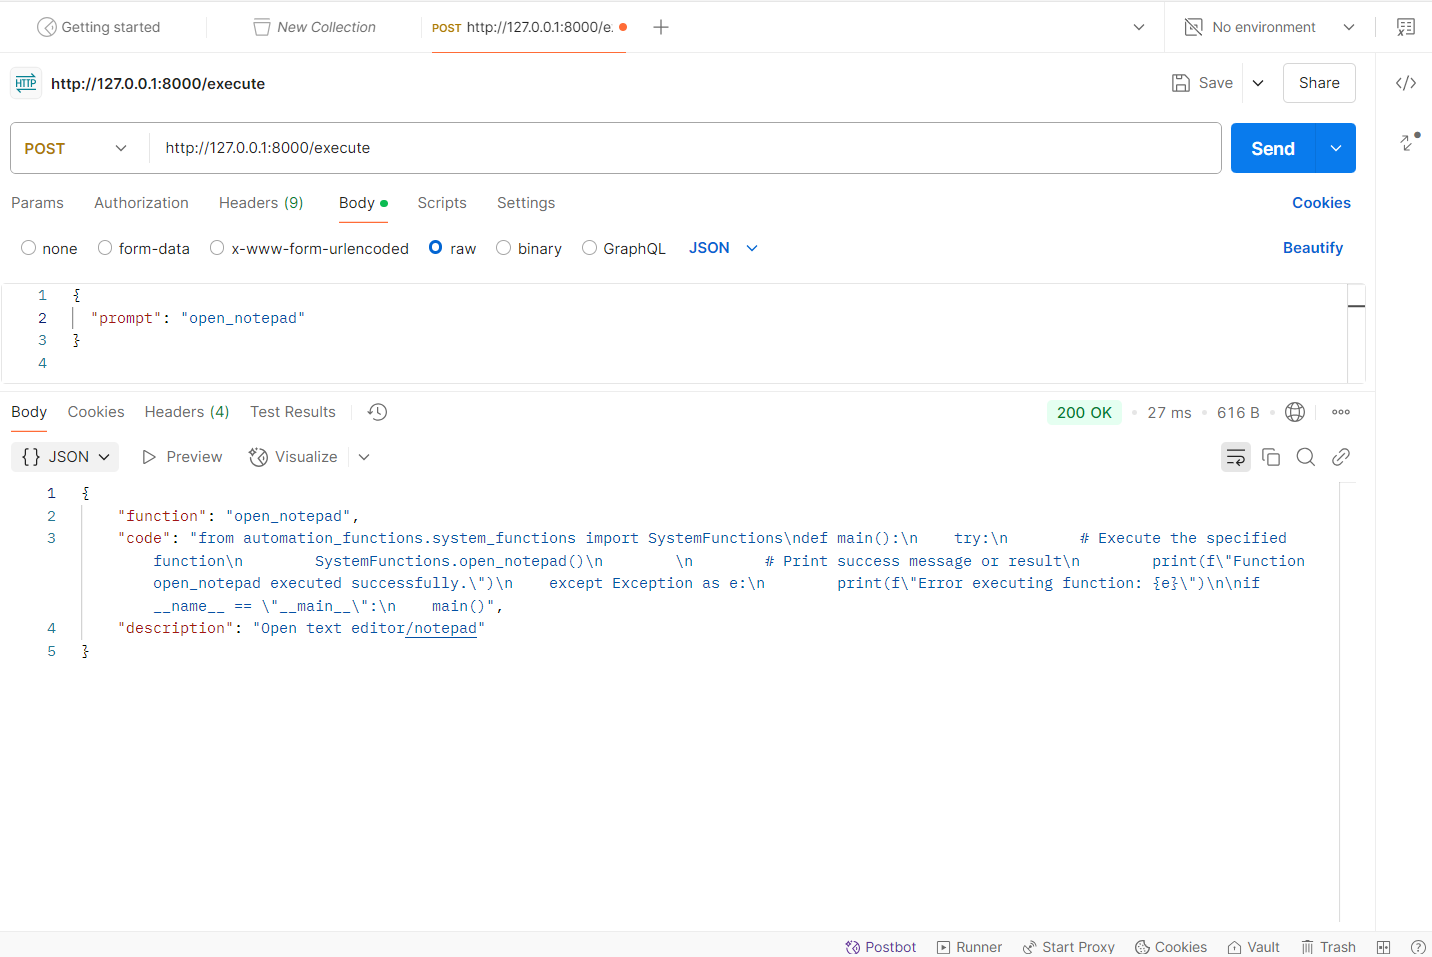 Getting started
New Collection
POST http://127.0.0.1:8000/e.
No environment
HTTP http://127.0.0.1:8000/execute
Save
Share
POST
http://127.0.0.1:8000/execute
Send
Params
Authorization
Headers (9)
Body
Scripts
Settings
Cookies
none
form-data
x-www-form-urlencoded
raw
binary
GraphQL
JSON
Beautify
1 {
2 "prompt": "open_notepad"
3 }
4
Body
Cookies
Headers (4)
Test Results
200 OK
27 ms
616 B
{} JSON
Preview
Visualize
1 {
2 "function": "open_notepad",
3 "code": "from automation_functions.system_functions import SystemFunctions\ndef main():\n    try:\n        # Execute the specified
function\n        SystemFunctions.open_notepad()\n        \n        # Print success message or result\n        print(f\"Function
open_notepad executed successfully.\")\n    except Exception as e:\n        print(f\"Error executing function: {e}\")\n\nif
__name__ == \"__main__\":\n    main()",
4 "description": "Open text editor/notepad"
5 }
Postbot
Runner
Start Proxy
Cookies
Vault
Trash